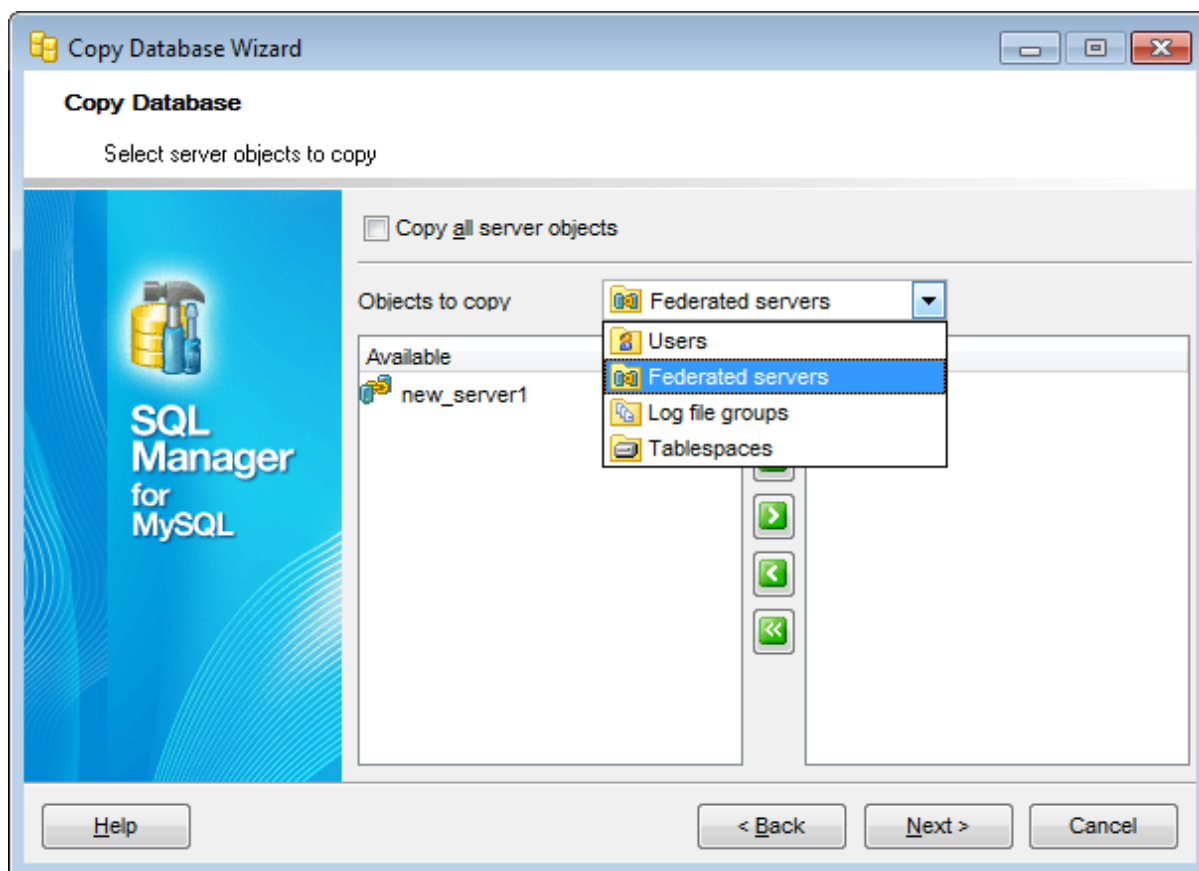 Copy Database Wizard
Copy Database
Select server objects to copy
Copy all server objects
Objects to copy
Federated servers
Users
Federated servers
Log file groups
Tablespaces
Available
new_server1
SQL
Manager
for
MySQL
Help
< Back
Next >
Cancel